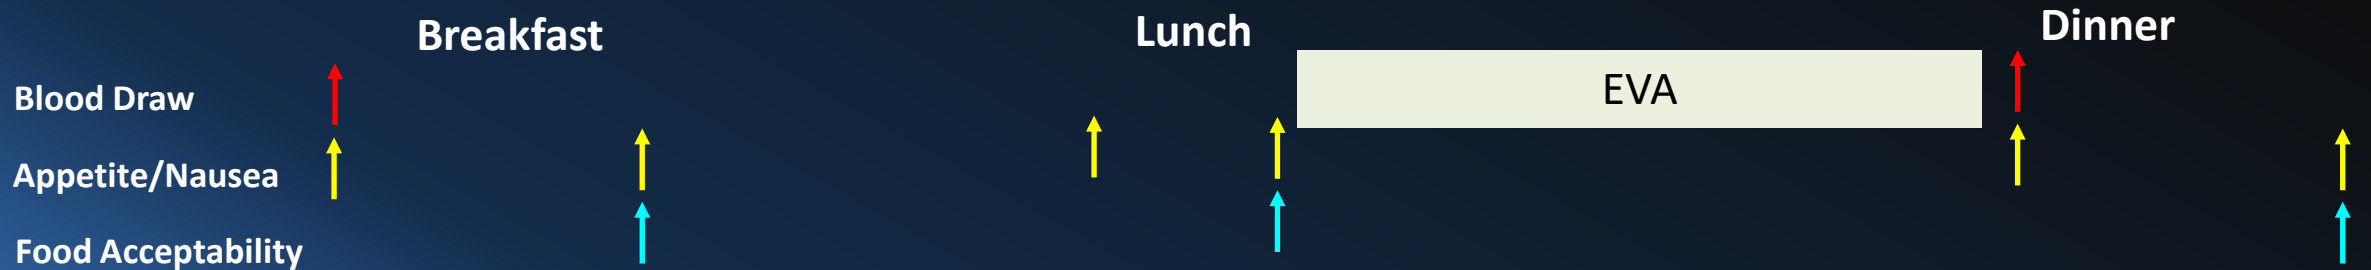 Breakfast
Lunch
Dinner
Blood Draw
EVA
Appetite/Nausea
Food Acceptability